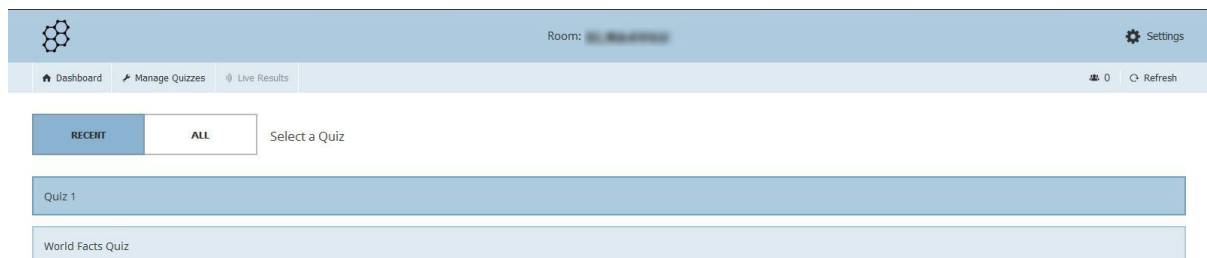 Room:
Settings
Dashboard Manage Quizzes Live Results 0 Refresh
RECENT ALL Select a Quiz
Quiz 1
World Facts Quiz